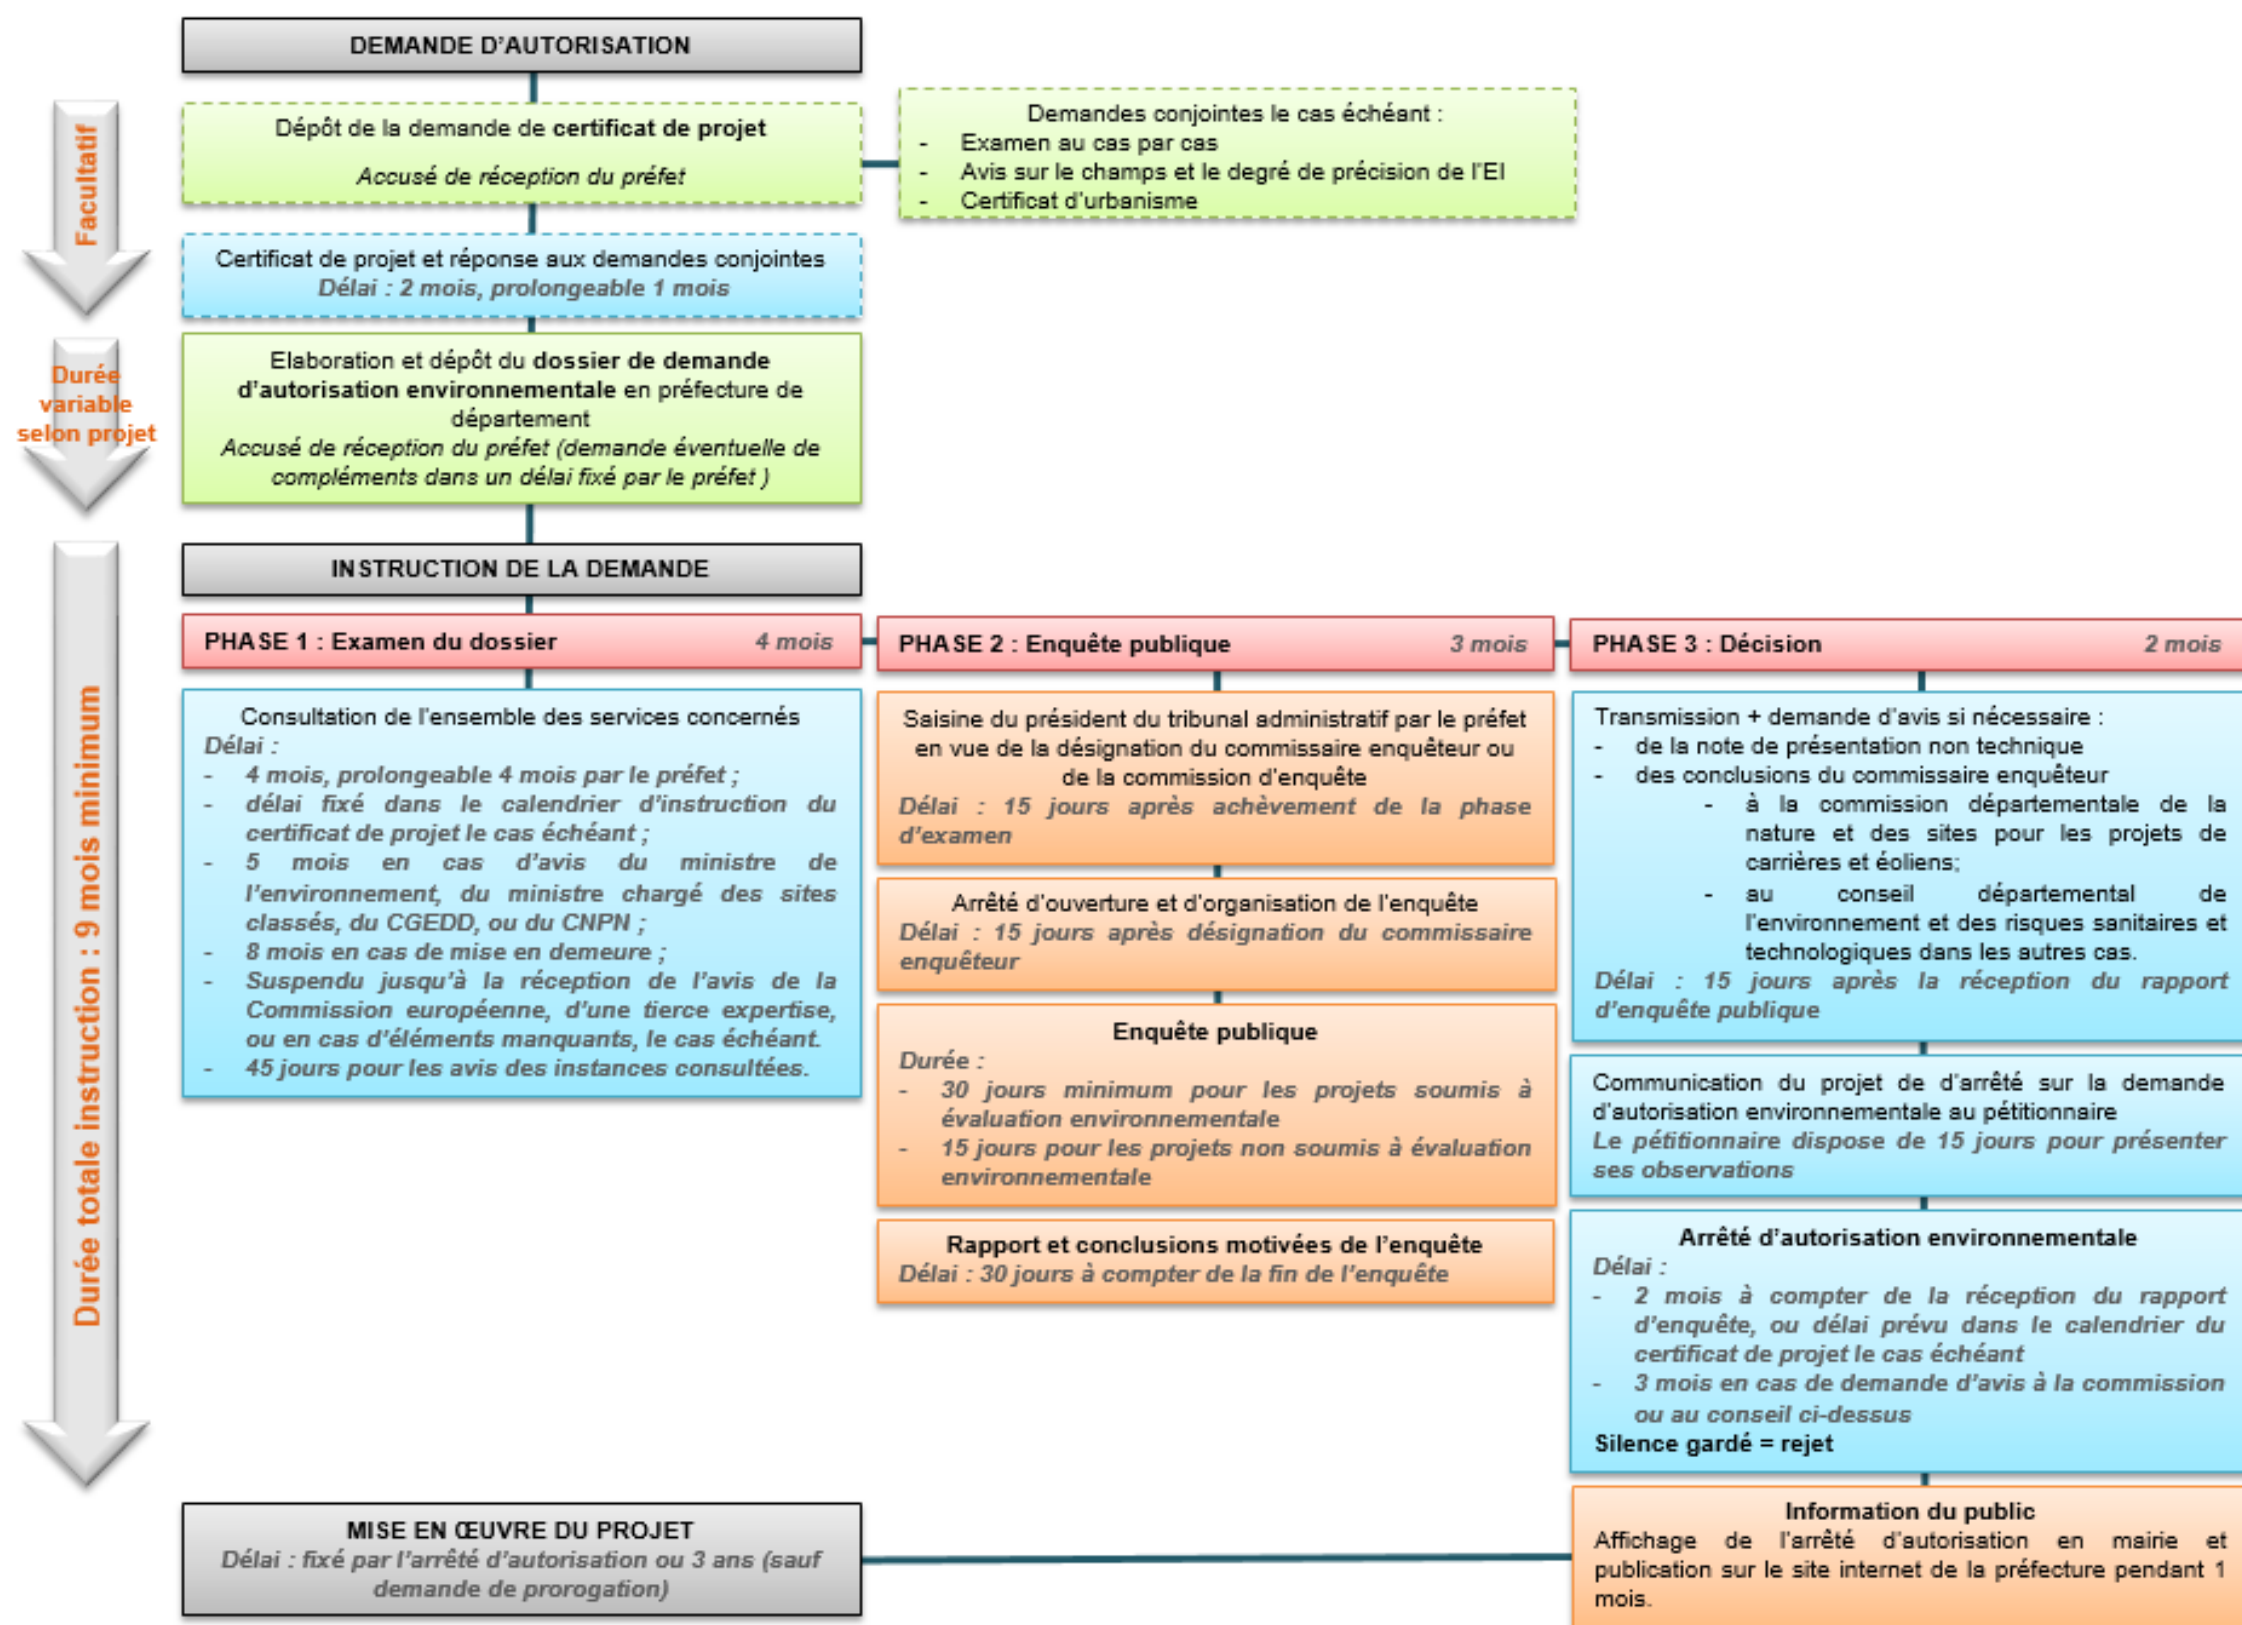 DEMANDE D'AUTORISATION
Facultatif
Dépôt de la demande de certificat de projet
Accusé de réception du préfet
Demandes conjointes le cas échéant :
- Examen au cas par cas
- Avis sur le champs et le degré de précision de l'EI
- Certificat d'urbanisme
Certificat de projet et réponse aux demandes conjointes
Délai : 2 mois, prolongeable 1 mois
Durée
variable
selon projet
Elaboration et dépôt du dossier de demande
d'autorisation environnementale en préfecture de
département
Accusé de réception du préfet (demande éventuelle de
compléments dans un délai fixé par le préfet )
Durée totale instruction : 9 mois minimum
INSTRUCTION DE LA DEMANDE
PHASE 1 : Examen du dossier 4 mois
Consultation de l'ensemble des services concernés
Délai :
- 4 mois, prolongeable 4 mois par le préfet ;
- délai fixé dans le calendrier d'instruction du
certificat de projet le cas échéant ;
- 5 mois en cas d'avis du ministre de
l'environnement, du ministre chargé des sites
classés, du CGEDD, ou du CNPN ;
- 8 mois en cas de mise en demeure ;
- Suspendu jusqu'à la réception de l'avis de la
Commission européenne, d'une tierce expertise,
ou en cas d'éléments manquants, le cas échéant.
- 45 jours pour les avis des instances consultées.
PHASE 2 : Enquête publique 3 mois
Saisine du président du tribunal administratif par le préfet
en vue de la désignation du commissaire enquêteur ou
de la commission d'enquête
Délai : 15 jours après achèvement de la phase
d'examen
Arrêté d'ouverture et d'organisation de l'enquête
Délai : 15 jours après désignation du commissaire
enquêteur
Enquête publique
Durée :
- 30 jours minimum pour les projets soumis à
évaluation environnementale
- 15 jours pour les projets non soumis à évaluation
environnementale
Rapport et conclusions motivées de l'enquête
Délai : 30 jours à compter de la fin de l'enquête
PHASE 3 : Décision 2 mois
Transmission + demande d'avis si nécessaire :
- de la note de présentation non technique
- des conclusions du commissaire enquêteur
- à la commission départementale de la
nature et des sites pour les projets de
carrières et éoliens;
- au conseil départemental de
l'environnement et des risques sanitaires et
technologiques dans les autres cas.
Délai : 15 jours après la réception du rapport
d'enquête publique
Communication du projet de d'arrêté sur la demande
d'autorisation environnementale au pétitionnaire
Le pétitionnaire dispose de 15 jours pour présenter
ses observations
Arrêté d'autorisation environnementale
Délai :
- 2 mois à compter de la réception du rapport
d'enquête, ou délai prévu dans le calendrier du
certificat de projet le cas échéant
- 3 mois en cas de demande d'avis à la commission
ou au conseil ci-dessus
Silence gardé = rejet
Information du public
Affichage de l'arrêté d'autorisation en mairie et
publication sur le site internet de la préfecture pendant 1
mois.
MISE EN ŒUVRE DU PROJET
Délai : fixé par l'arrêté d'autorisation ou 3 ans (sauf
demande de prorogation)